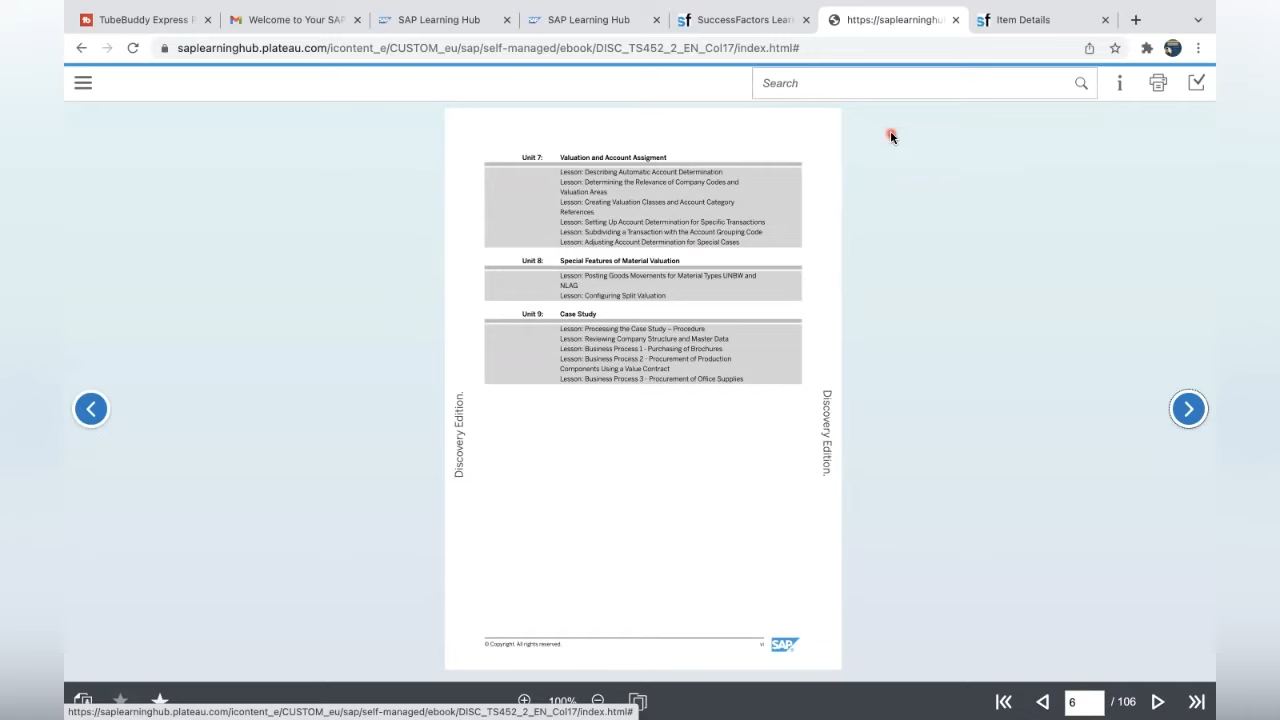 TubeBuddy Express
Welcome to Your SAP
SAP Learning Hub
SAP Learning Hub
SuccessFactors Lear
https://saplearninghu
Item Details
saplearninghub.plateau.com/icontent_e/CUSTOM_eu/sap/self-managed/ebook/DISC_TS452_2_EN_Col17/index.html#
Search
Unit 7: Valuation and Account Assigment
Lesson: Describing Automatic Account Determination
Lesson: Determining the Relevance of Company Codes and
Valuation Areas
Lesson: Creating Valuation Classes and Account Category
References
Lesson: Setting Up Account Determination for Specific Transactions
Lesson: Subdividing a Transaction with the Account Grouping Code
Lesson: Adjusting Account Determination for Special Cases
Unit 8: Special Features of Material Valuation
Lesson: Posting Goods Movements for Material Types UNBW and
NLAG
Lesson: Configuring Split Valuation
Unit 9: Case Study
Lesson: Processing the Case Study – Procedure
Lesson: Reviewing Company Structure and Master Data
Lesson: Business Process 1 - Purchasing of Brochures
Lesson: Business Process 2 - Procurement of Production
Components Using a Value Contract
Lesson: Business Process 3 - Procurement of Office Supplies
Discovery Edition.
Discovery Edition.
© Copyright. All rights reserved.
vi
SAP
100%
6 / 106
https://saplearninghub.plateau.com/icontent_e/CUSTOM_eu/sap/self-managed/ebook/DISC_TS452_2_EN_Col17/index.html#